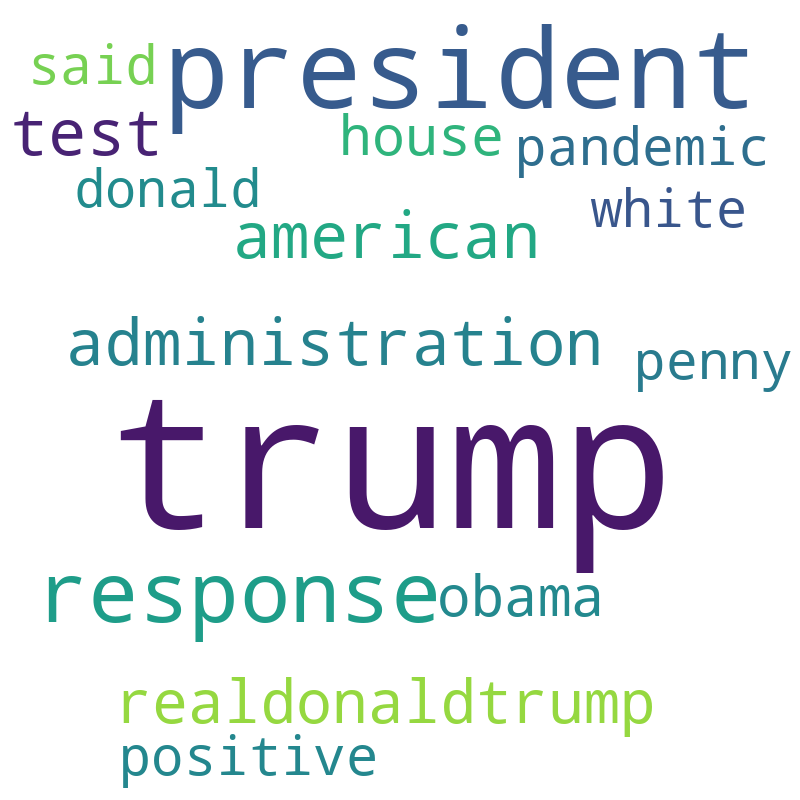 said president
test house pandemic
donald white
american
administration penny
trump
response obama
realdonaldtrump
positive